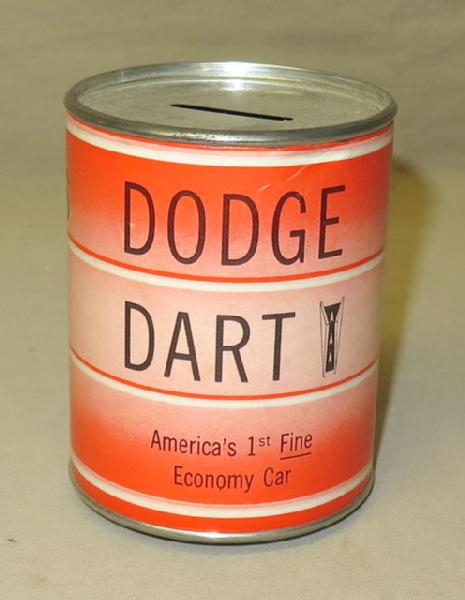 DODGE
DART
America's 1st Fine
Economy Car